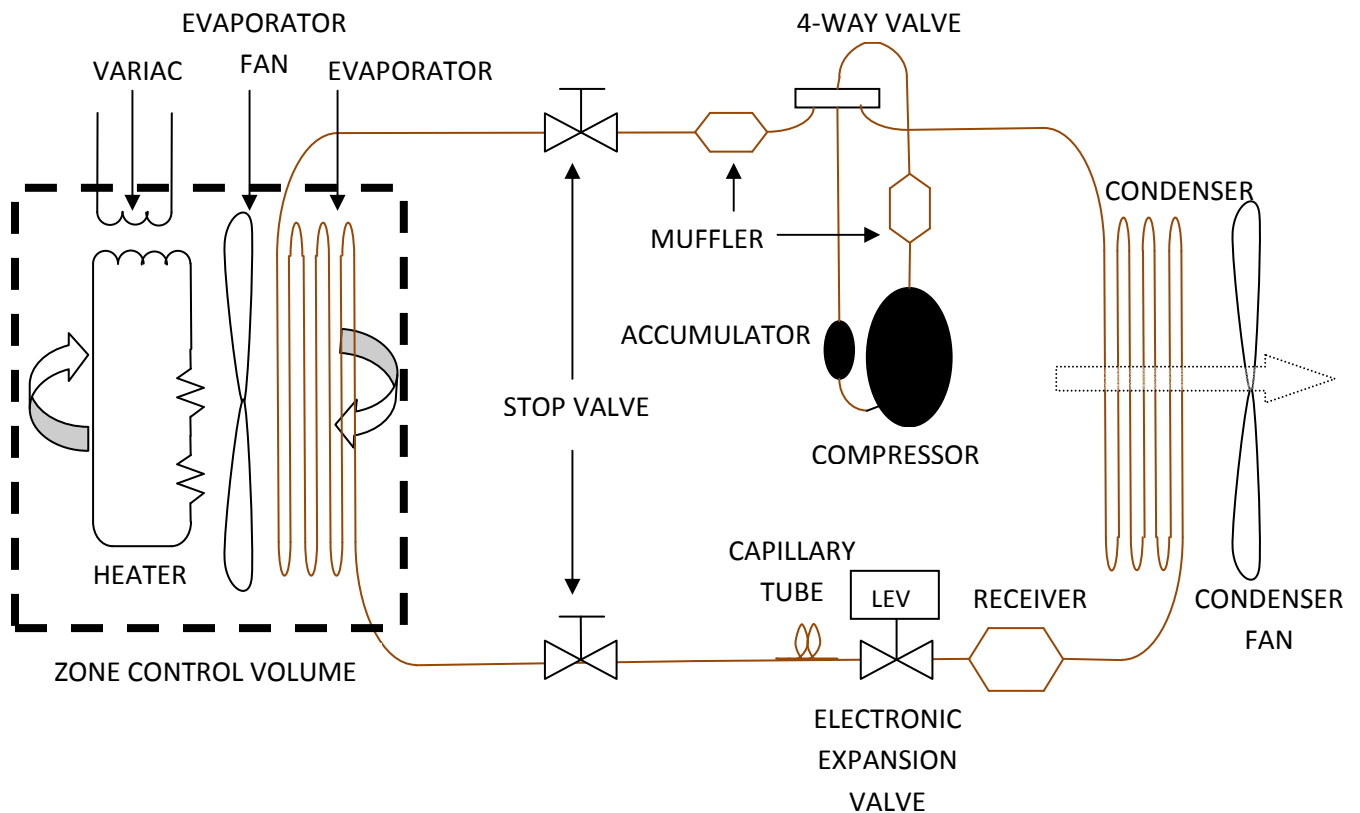 4-WAY VALVE
EVAPORATOR
FAN
VARIAC
EVAPORATOR
CONDENSER
MUFFLER
ACCUMULATOR
STOP VALVE
COMPRESSOR
CAPILLARY
TUBE
HEATER
LEV
RECEIVER
CONDENSER
FAN
ZONE CONTROL VOLUME
ELECTRONIC
EXPANSION
VALVE